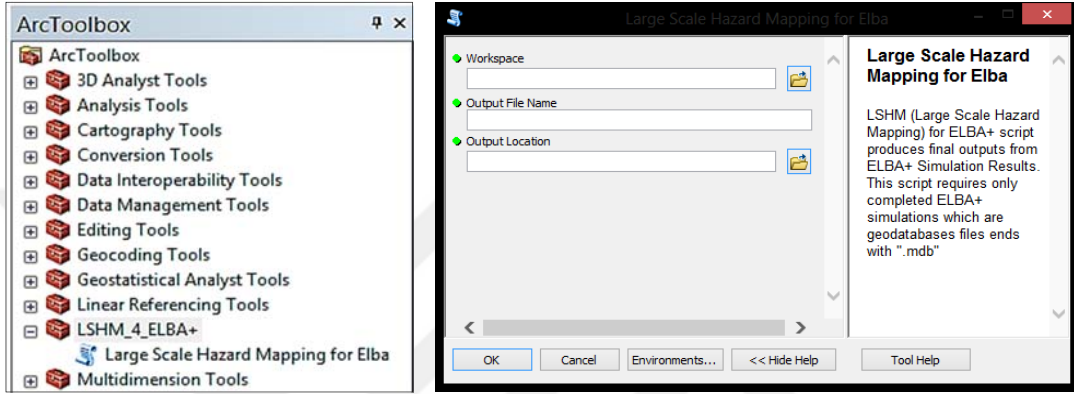 ArcToolbox
ArcToolbox
3D Analyst Tools
Analysis Tools
Cartography Tools
Conversion Tools
Data Interoperability Tools
Data Management Tools
Editing Tools
Geocoding Tools
Geostatistical Analyst Tools
Linear Referencing Tools
LSHM_4_ELBA+
Large Scale Hazard Mapping for Elba
Multidimension Tools
Large Scale Hazard Mapping for Elba
Workspace
Output File Name
Output Location
OK
Cancel
Environments...
<< Hide Help
Tool Help
Large Scale Hazard
Mapping for Elba
LSHM (Large Scale Hazard
Mapping) for ELBA+ script
produces final outputs from
ELBA+ Simulation Results.
This script requires only
completed ELBA+
simulations which are
geodatabases files ends
with ".mdb"